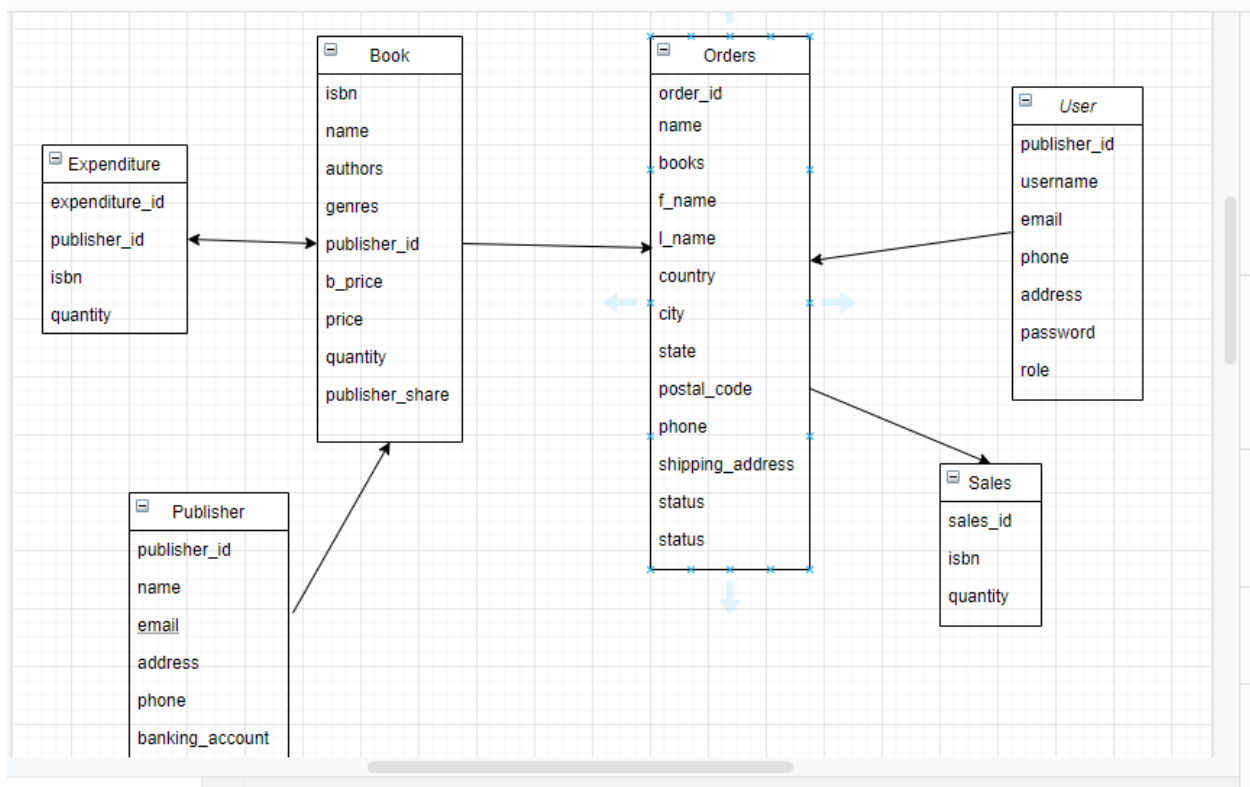 Expenditure
expenditure_id
publisher_id
isbn
quantity
Book
isbn
name
authors
genres
publisher_id
b_price
price
quantity
publisher_share
Publisher
publisher_id
name
email
address
phone
banking_account
Orders
order_id
name
books
f_name
l_name
country
city
state
postal_code
phone
shipping_address
status
status
User
publisher_id
username
email
phone
address
password
role
Sales
sales_id
isbn
quantity